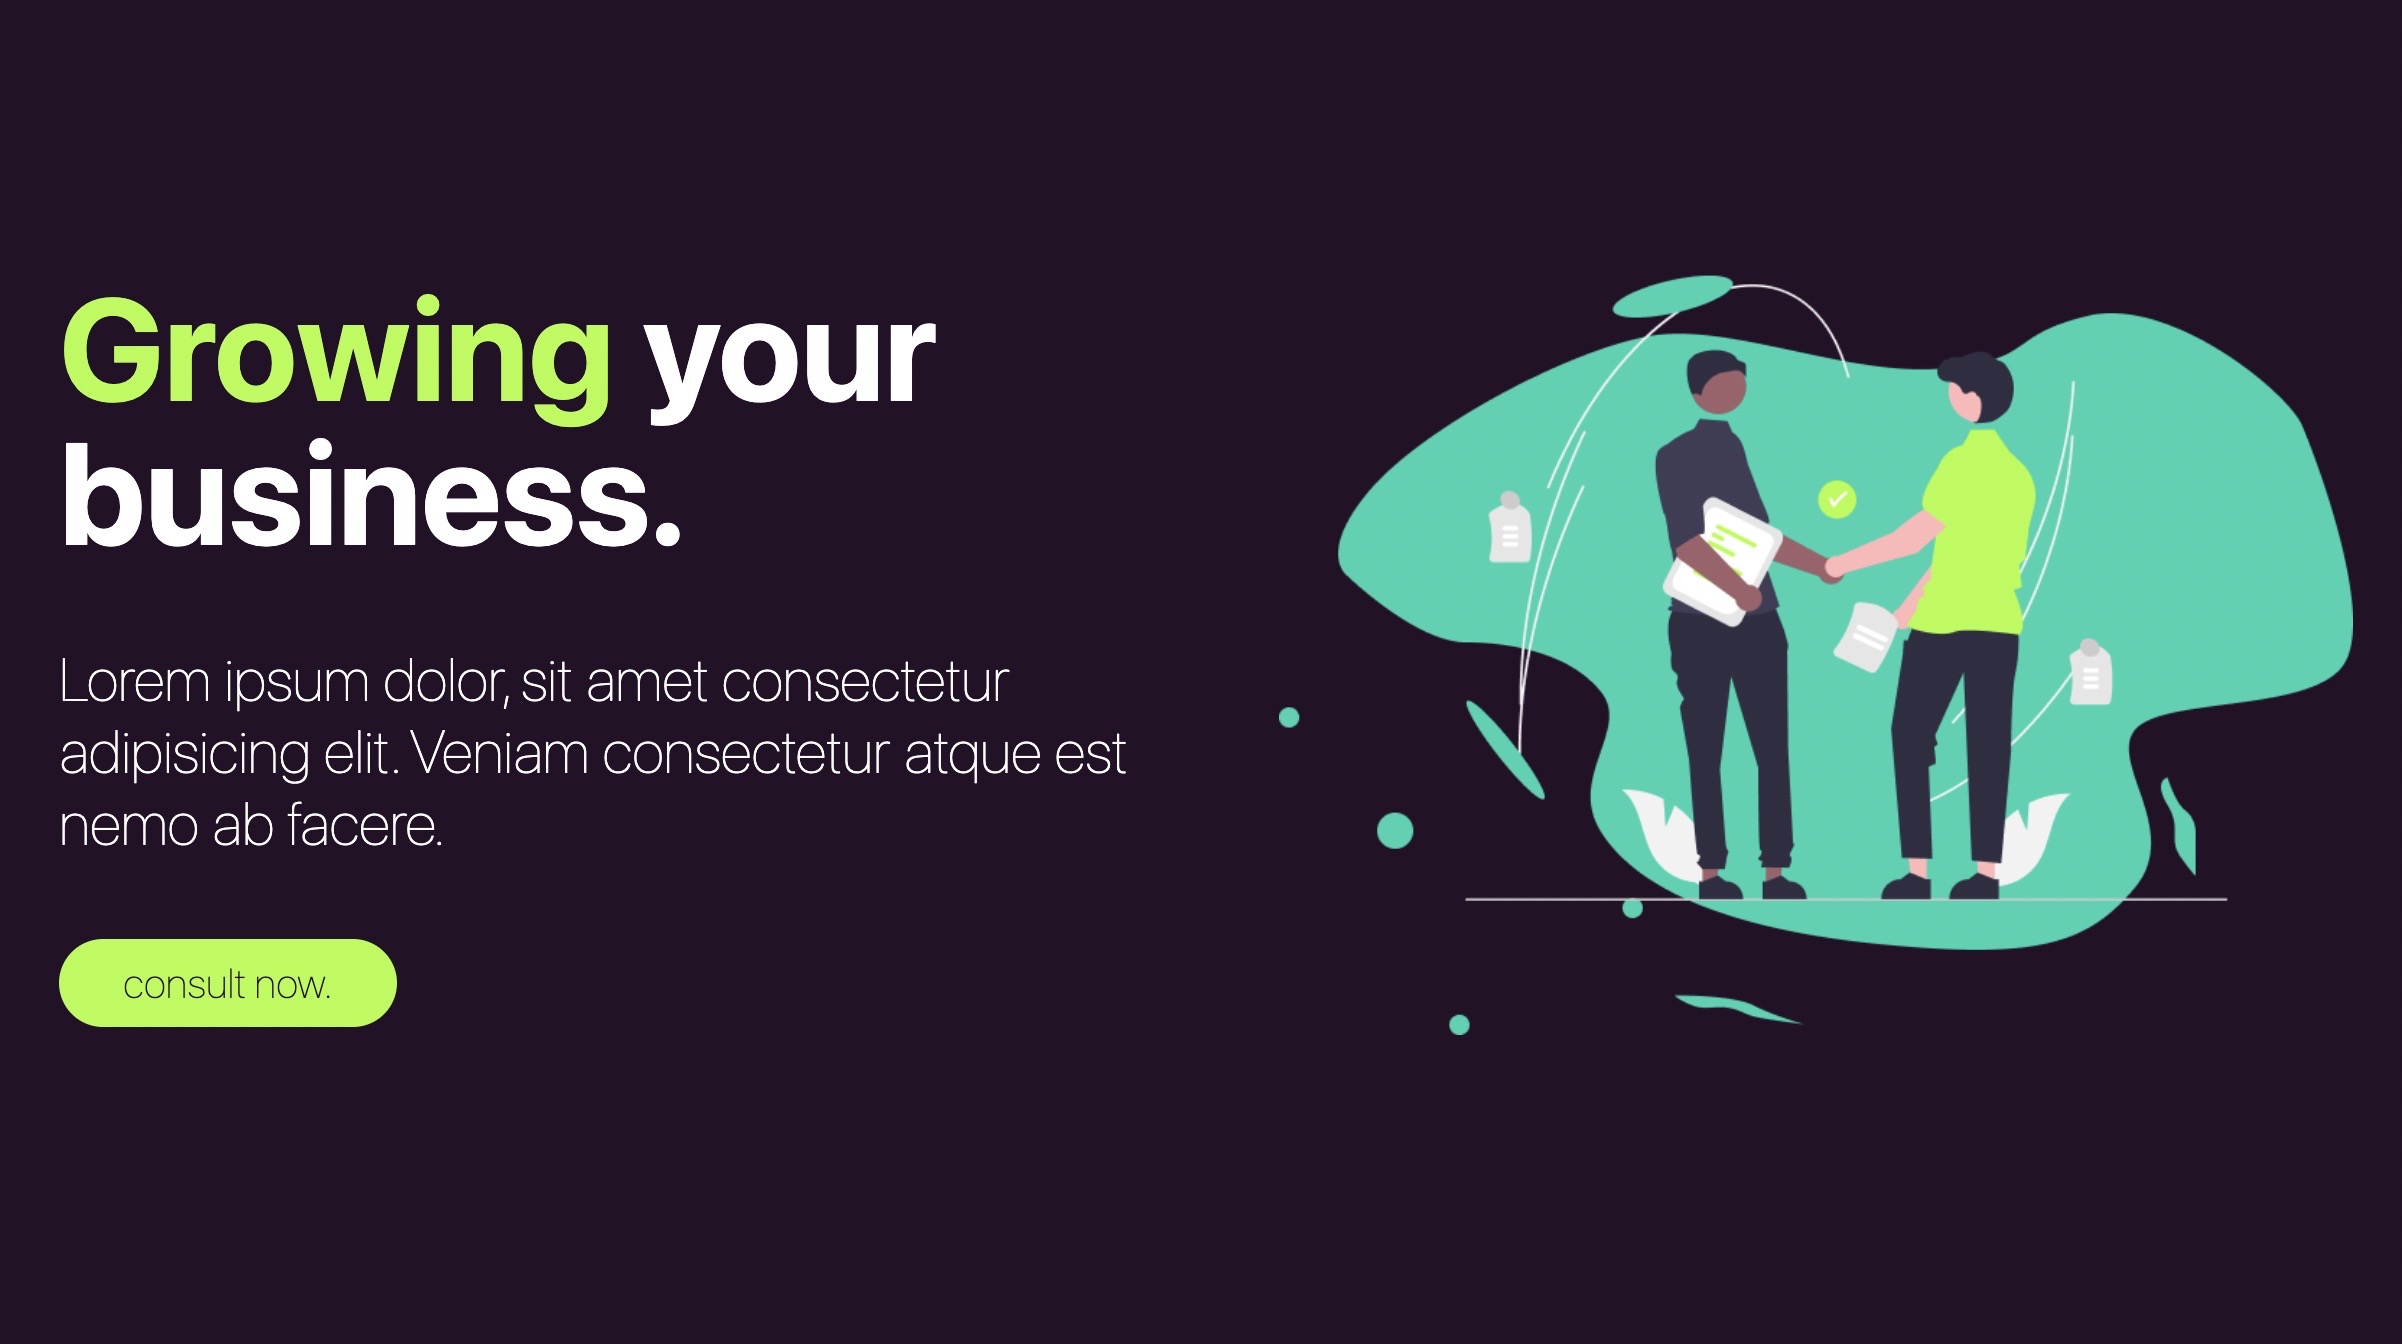 Growing your
business.
Lorem ipsum dolor, sit amet consectetur
adipisicing elit. Veniam consectetur atque est
nemo ab facere.
consult now.